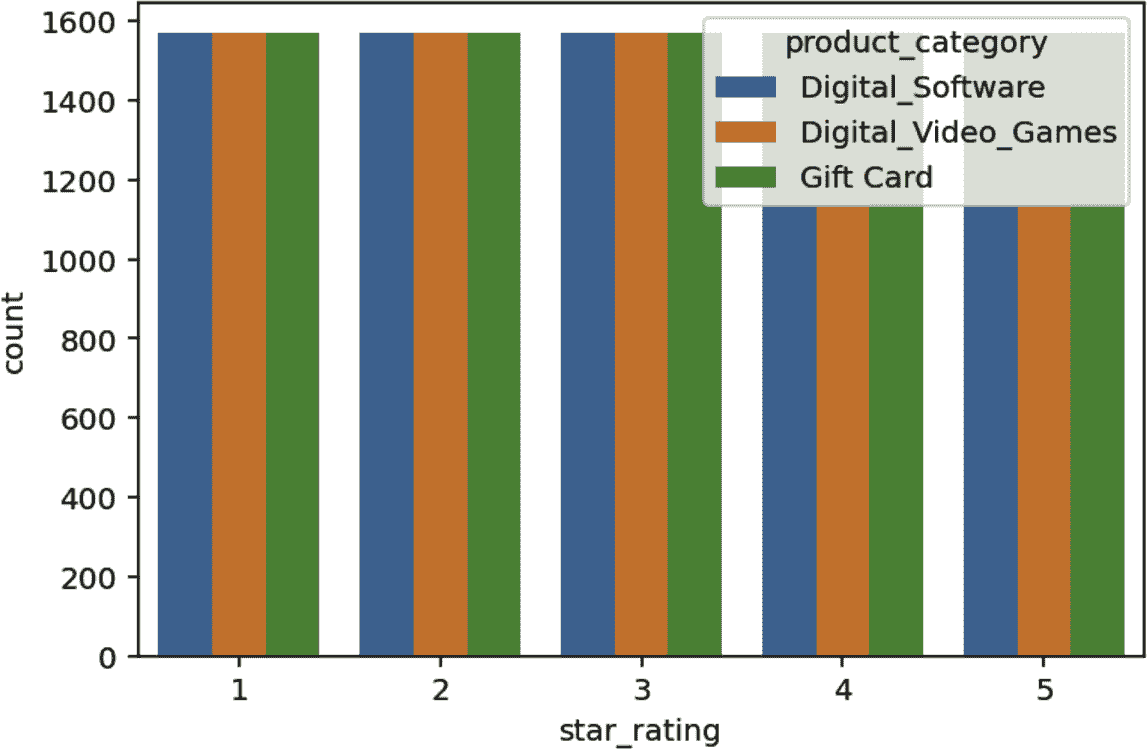 1600
1400
1200
1000
800
600
400
200
0
count
product_category
Digital_Software
Digital_Video_Games
Gift Card
1 2 3 4 5
star_rating